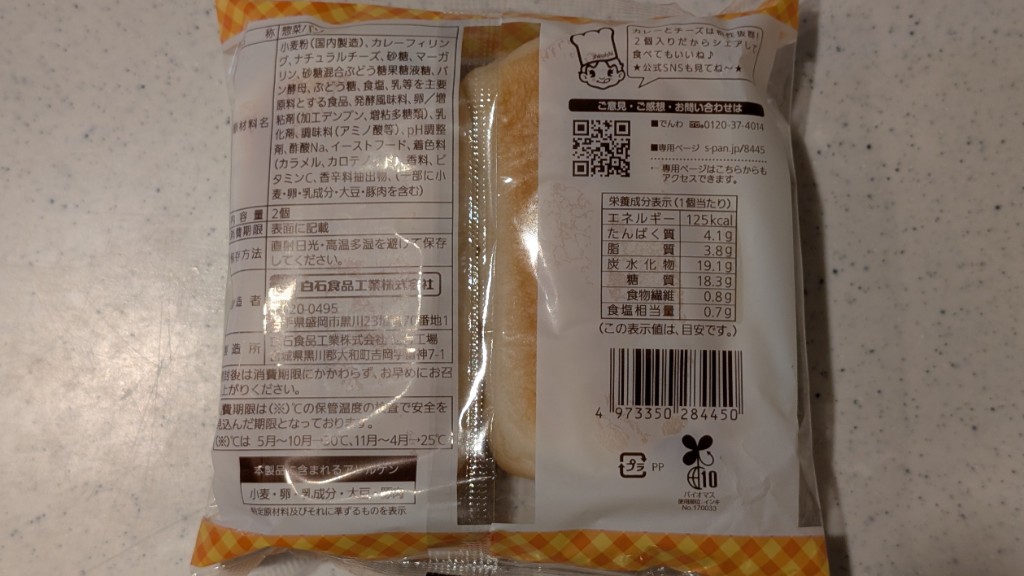 称 惣菜パン
小麦粉(国内製造)、カレーフィリン
グ、ナチュラルチーズ、砂糖、マーガ
リン、砂糖混合ぶどう糖果糖液糖、パ
ン酵母、ぶどう糖、食塩、乳等を主要
原料とする食品、発酵風味料、卵/増
粘剤(加工デンプン、増粘多糖類)、乳
化剤、調味料(アミノ酸等)、pH調整
剤、酢酸Na、イーストフード、着色料
(カラメル、カロテノ 香料、ビ
タミンC、香辛料抽出物、(一部に小
麦・卵・乳成分・大豆・豚肉を含む)
原材料名
内容量 2個
消費期限 表面に記載
保存方法 直射日光・高温多湿を避けて保存
してください。
造者 白石食品工業株式会社
020-0495
手県盛岡市黒川23地 70番地1
製造所 白石食品工業株式会社 工場
宮城県黒川郡大和町吉岡字 神7-1
開封後は消費期限にかかわらず、お早めにお召
上がりください。
消費期限は(※)℃の保管温度の検査で安全を
見込んだ期限となっております。
(※)℃は 5月~10月→30℃、11月~4月→25℃
本製品に含まれるアレルゲン
小麦・卵・乳成分・大豆・豚肉
特定原材料及びそれに準ずるものを表示
カレーとチーズは相性抜群!
2個入りだからシェアして
食べてもいいね♪
★公式SNSも見てね~★
ご意見・ご感想・お問い合わせは
■でんわ 0120-37-4014
■専用ページ s-pan.jp/8445
専用ページはこちらからも
アクセスできます。
栄養成分表示(1個当たり)
エネルギー 125kcal
たんぱく質 4.1g
脂質 3.8g
炭水化物 19.1g
糖質 18.3g
食物繊維 0.8g
食塩相当量 0.7g
(この表示値は、目安です。)
4 973350 284450
プラ PP
10
バイオマス
No.170033